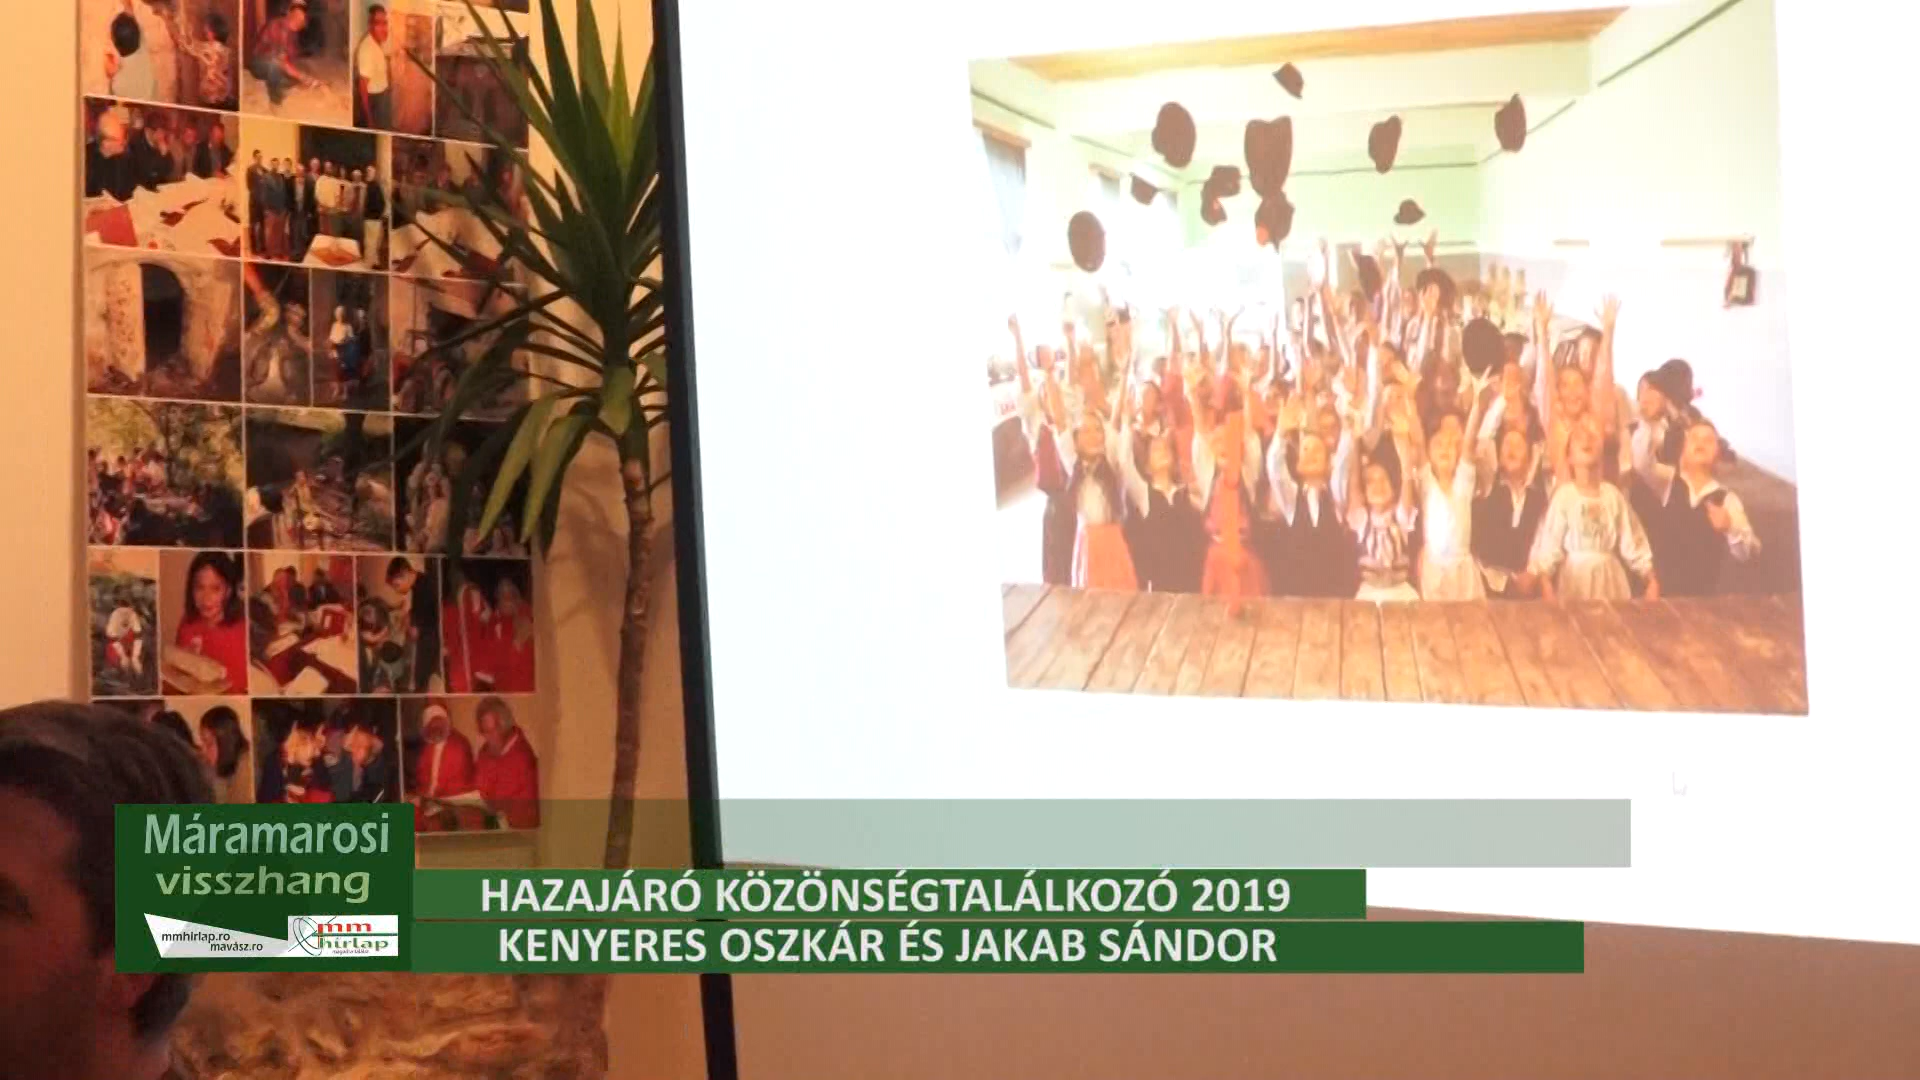 Máramarosi
visszhang
mmhirlap.ro
mavász.ro
mm
hírlap
HAZAJÁRÓ KÖZÖNSÉGTALÁLKOZÓ 2019
KENYERES OSZKÁR ÉS JAKAB SÁNDOR